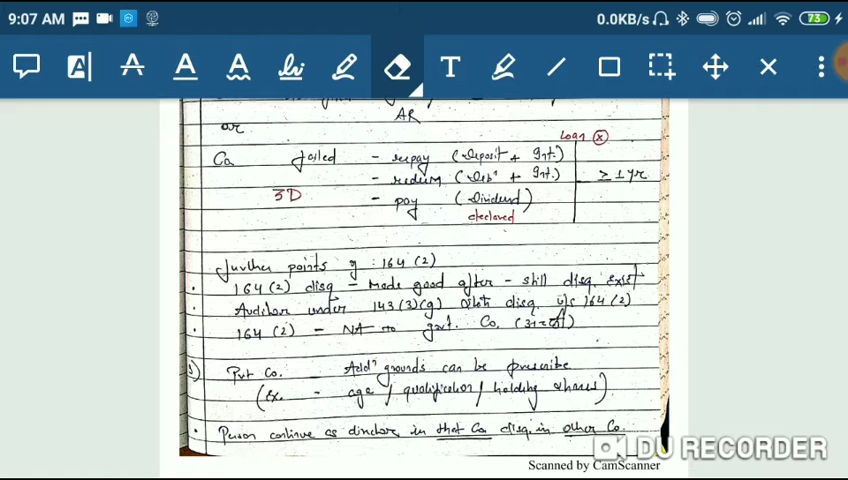 9:07 AM
0.0KB/s 73
T
AR
or
Loan ⊗
Co failed - repay (Deposit + Int.)
- redeem (Deb^r + Int.) ≥ 1 yr
3D - pay (Dividend)
declared
further points of : 164 (2)
• 164 (2) disq - Made good after - still disq exist
• Auditor under 143 (3) (g) disq u/s 164 (2)
• 164 (2) - NA to govt. Co.
3) Pvt Co. Add^n grounds can be prescribe
(ex. - age / qualification / holding shares)
• Person continue as director in that Co disq in other Co.
DU RECORDER
Scanned by CamScanner